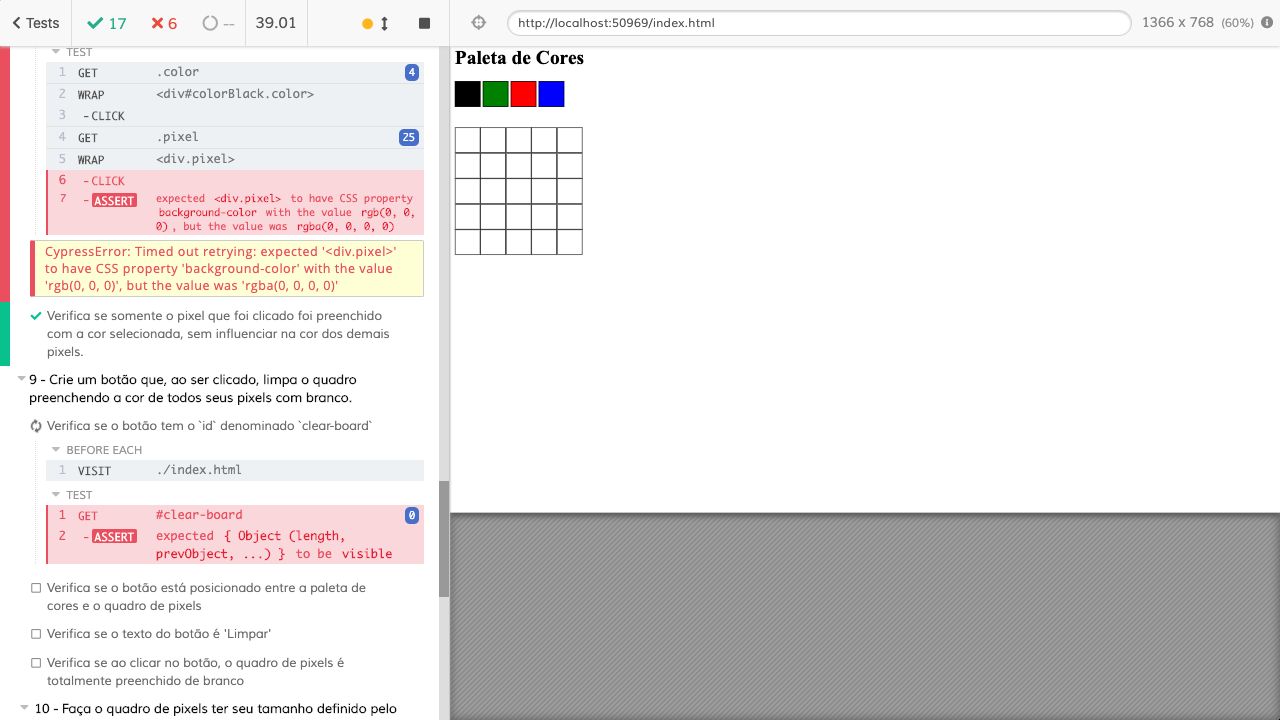 Tests 17 6 -- 39.01 http://localhost:50969/index.html 1366 x 768 (60%)
TEST
1 GET .color 4
2 WRAP <div#colorBlack.color>
3 -CLICK
4 GET .pixel 25
5 WRAP <div.pixel>
6 -CLICK
7 -ASSERT expected <div.pixel> to have CSS property
background-color with the value rgb(0, 0,
0), but the value was rgba(0, 0, 0, 0)
CypressError: Timed out retrying: expected '<div.pixel>'
to have CSS property 'background-color' with the value
'rgb(0, 0, 0)', but the value was 'rgba(0, 0, 0, 0)'
Verifica se somente o pixel que foi clicado foi preenchido
com a cor selecionada, sem influenciar na cor dos demais
pixels.
9 - Crie um botão que, ao ser clicado, limpa o quadro
preenchendo a cor de todos seus pixels com branco.
Verifica se o botão tem o `id` denominado `clear-board`
BEFORE EACH
1 VISIT ./index.html
TEST
1 GET #clear-board 0
2 -ASSERT expected { Object (length,
prevObject, ...) } to be visible
Verifica se o botão está posicionado entre a paleta de
cores e o quadro de pixels
Verifica se o texto do botão é 'Limpar'
Verifica se ao clicar no botão, o quadro de pixels é
totalmente preenchido de branco
10 - Faça o quadro de pixels ter seu tamanho definido pelo
Paleta de Cores